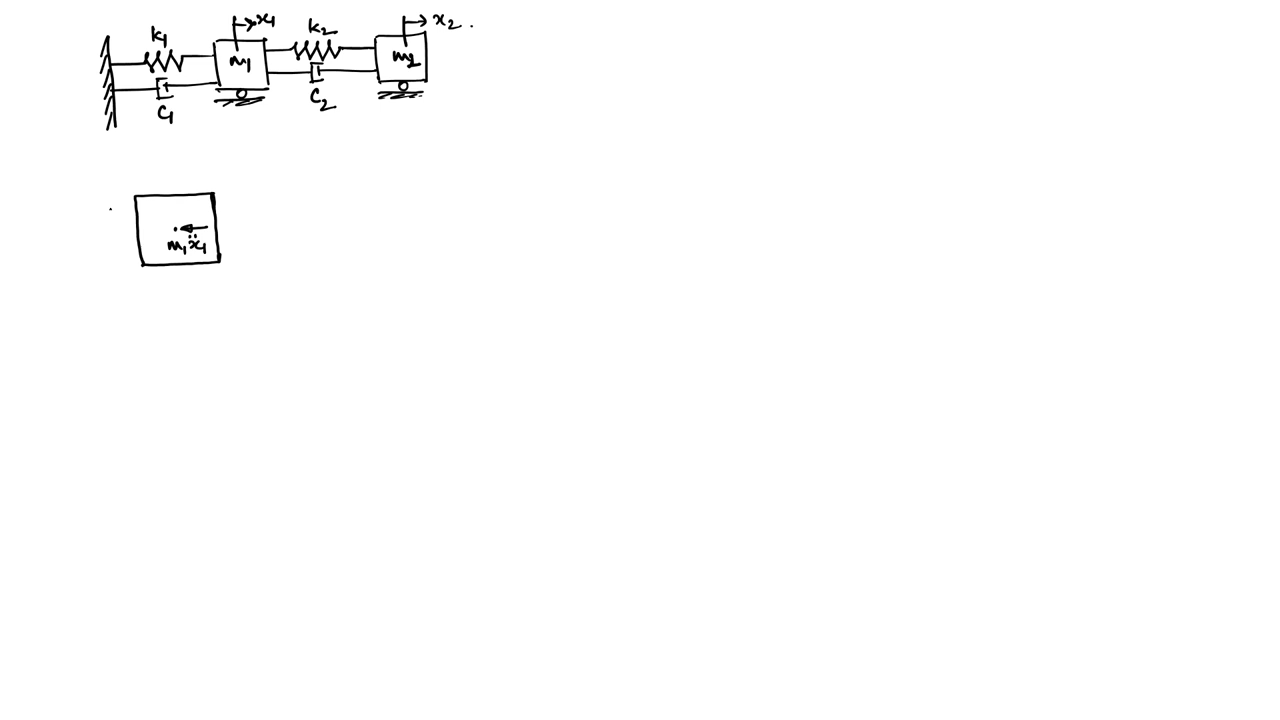 k₁ x₁ k₂ x₂
m₁ m₂
c₁ c₂
m₁ẍ₁